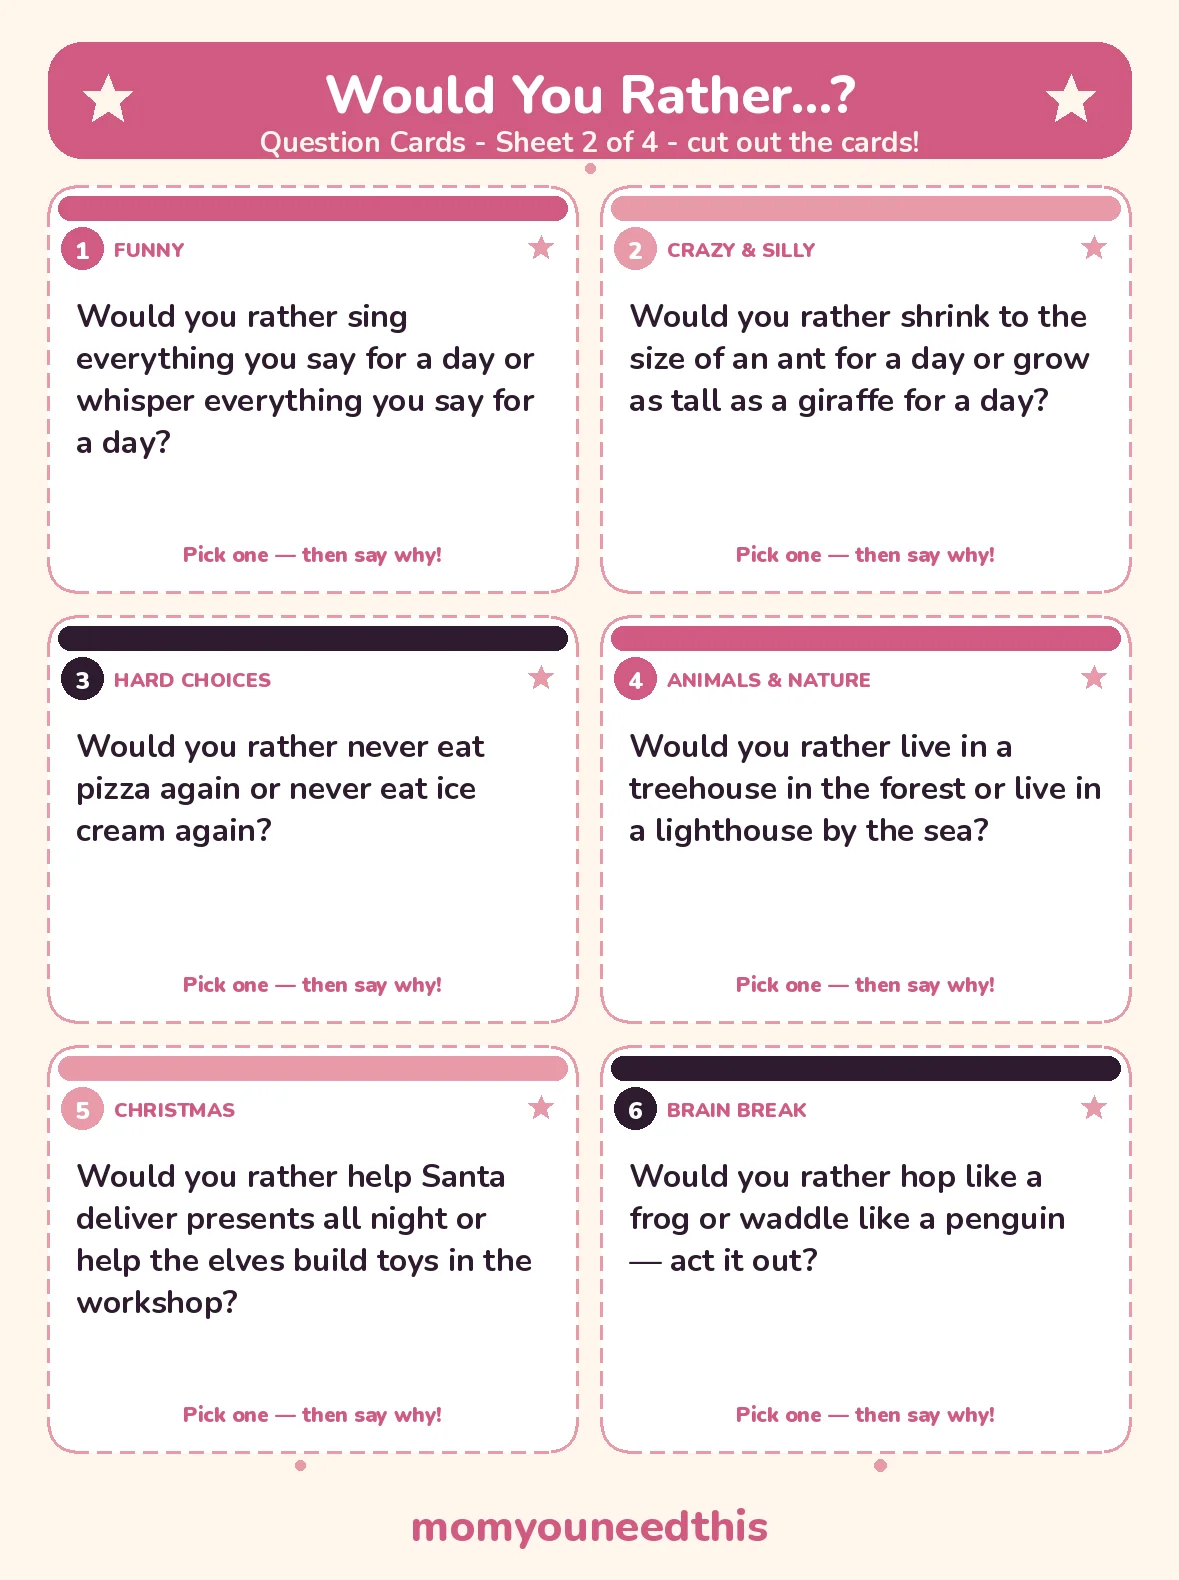 Would You Rather...?
Question Cards - Sheet 2 of 4 - cut out the cards!
1 FUNNY
Would you rather sing
everything you say for a day or
whisper everything you say for
a day?
Pick one — then say why!
2 CRAZY & SILLY
Would you rather shrink to the
size of an ant for a day or grow
as tall as a giraffe for a day?
Pick one — then say why!
3 HARD CHOICES
Would you rather never eat
pizza again or never eat ice
cream again?
Pick one — then say why!
4 ANIMALS & NATURE
Would you rather live in a
treehouse in the forest or live in
a lighthouse by the sea?
Pick one — then say why!
5 CHRISTMAS
Would you rather help Santa
deliver presents all night or
help the elves build toys in the
workshop?
Pick one — then say why!
6 BRAIN BREAK
Would you rather hop like a
frog or waddle like a penguin
— act it out?
Pick one — then say why!
momyouneedthis